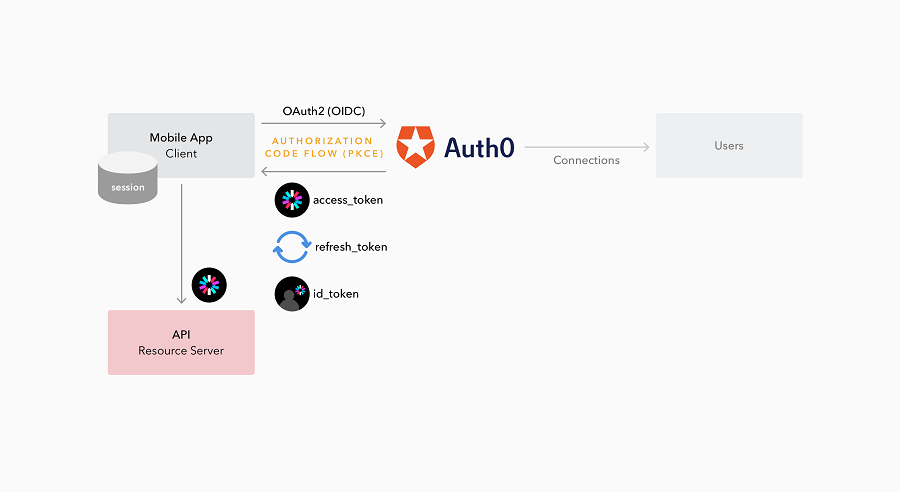 OAuth2 (OIDC)
Mobile App
Client
AUTHORIZATION
CODE FLOW (PKCE)
Auth0
Connections
Users
session
access_token
refresh_token
id_token
API
Resource Server